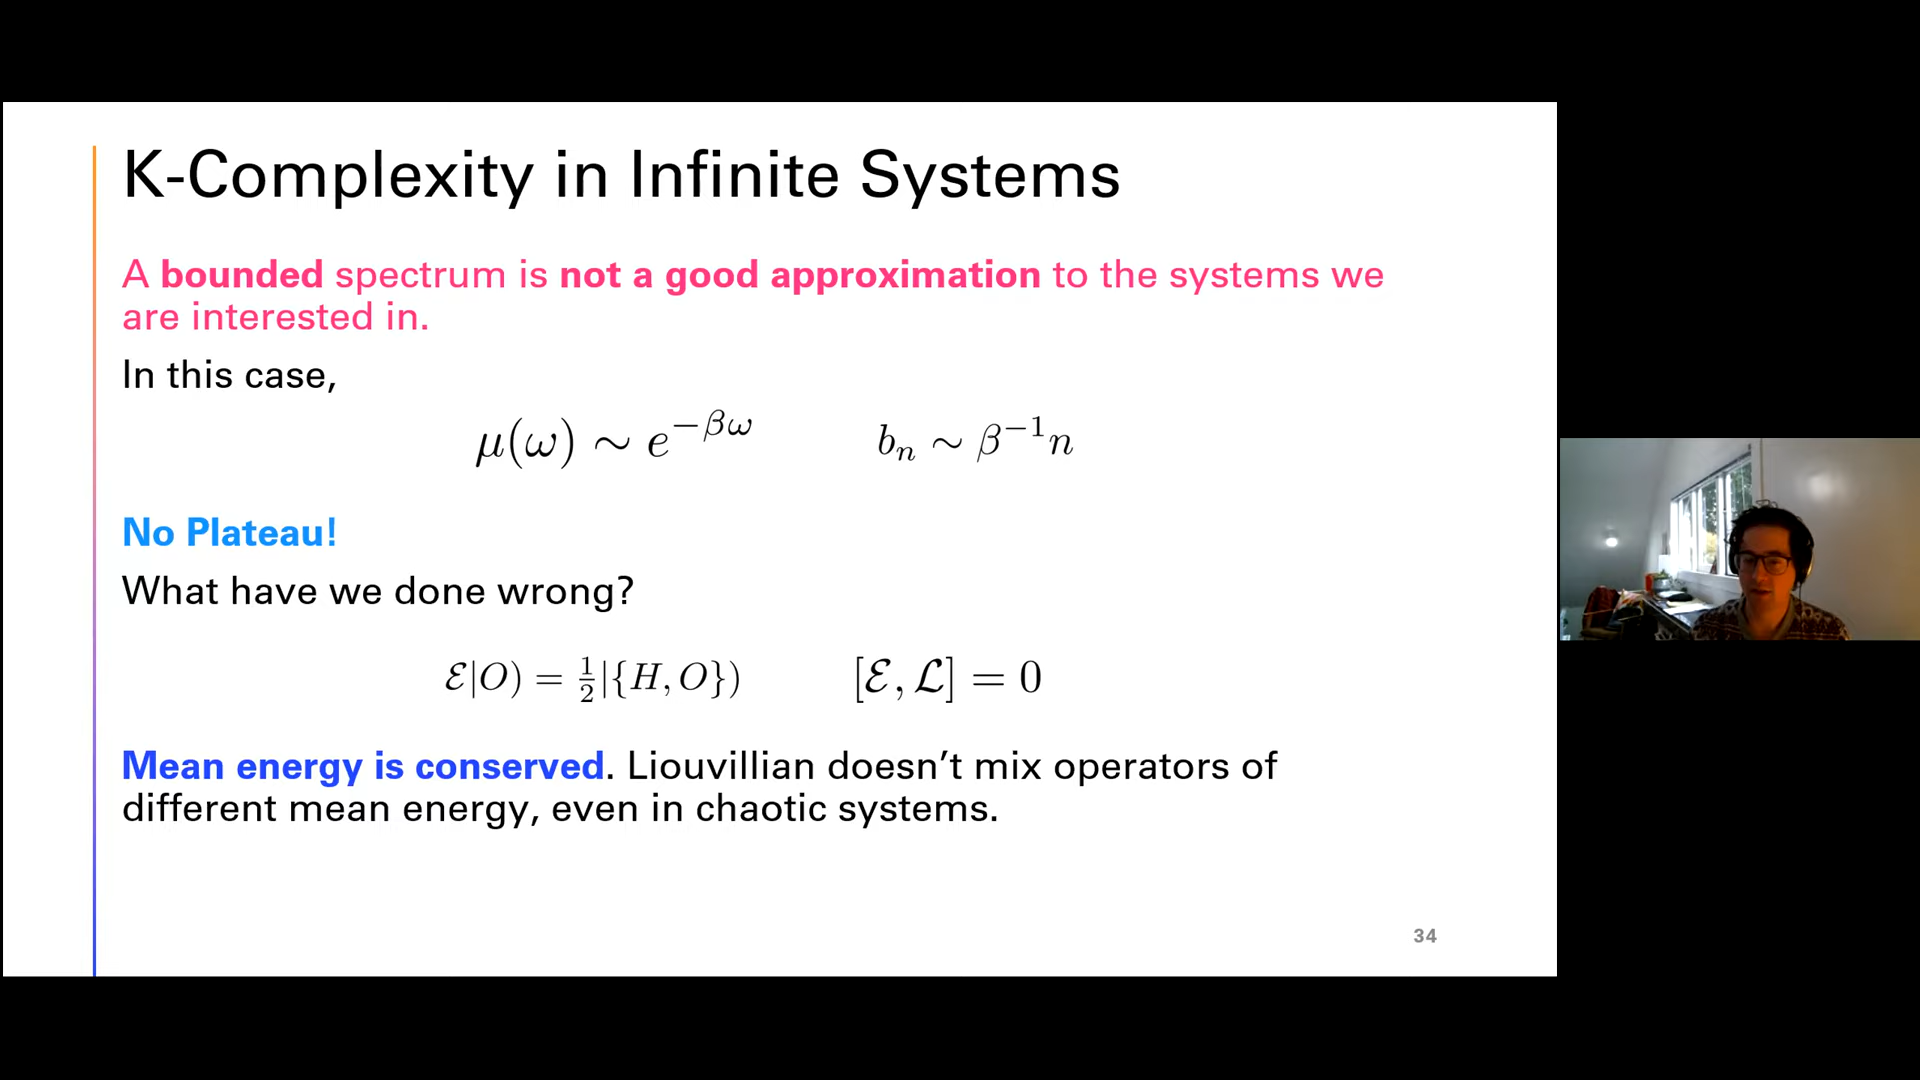 K-Complexity in Infinite Systems
A bounded spectrum is not a good approximation to the systems we
are interested in.
In this case,
μ(ω) ∼ e^{−βω} b_n ∼ β^{−1}n
No Plateau!
What have we done wrong?
ℰ|O) = ½|{H, O}) [ℰ, ℒ] = 0
Mean energy is conserved. Liouvillian doesn’t mix operators of
different mean energy, even in chaotic systems.
34